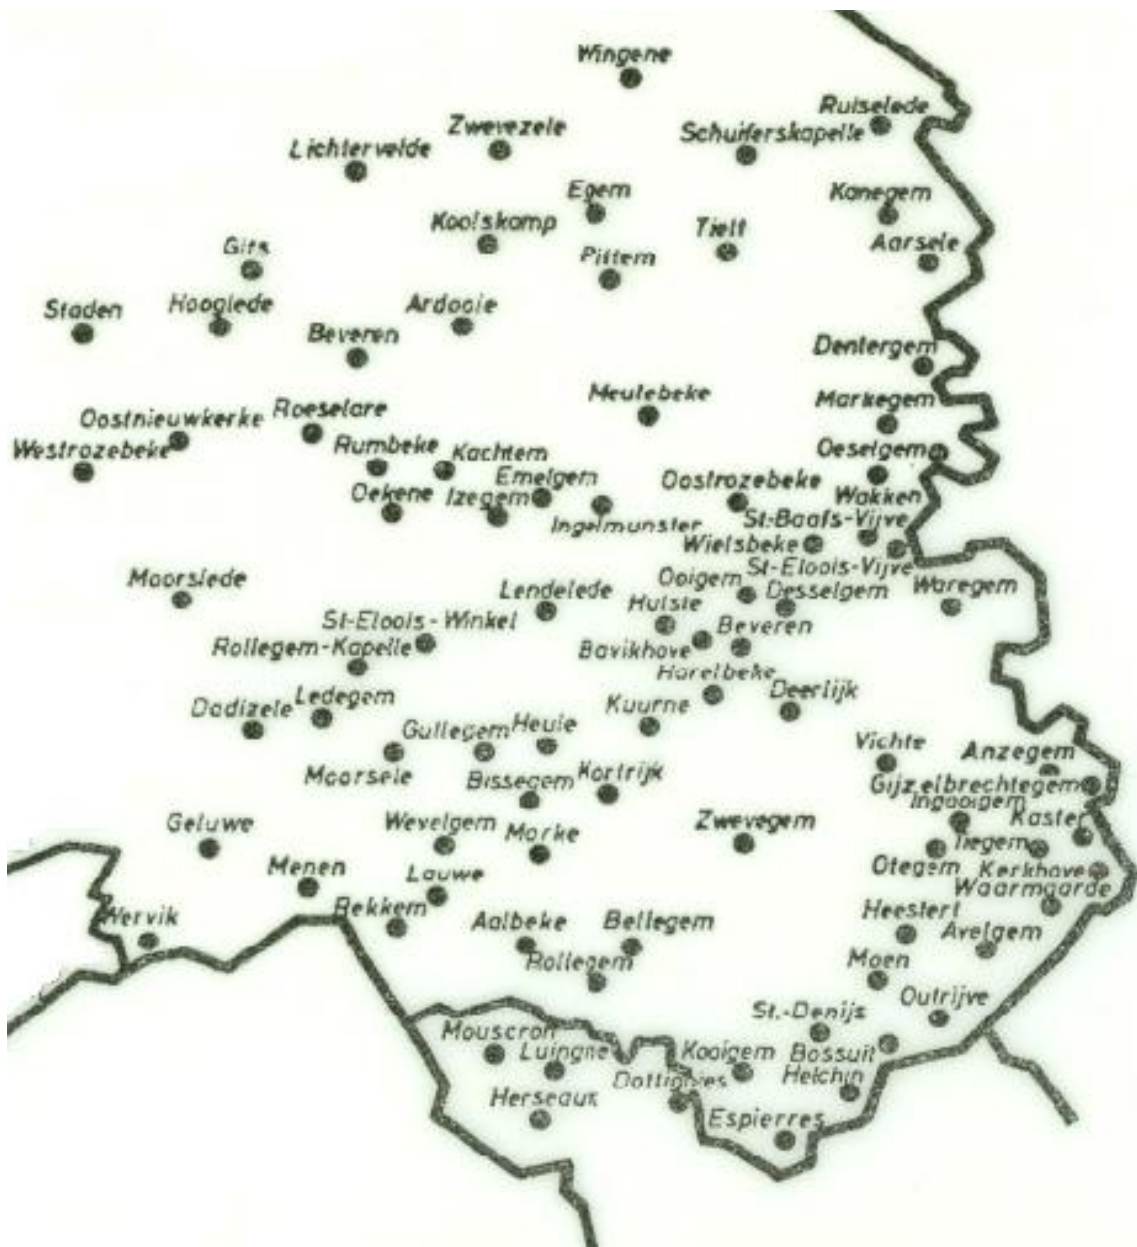 Wingene
Ruiselede
Zwevezele
Schuiferskapelle
Lichtervelde
Egem
Kanegem
Koolskamp
Tielt
Aarsele
Gits
Pittem
Staden
Hooglede
Ardooie
Beveren
Dentergem
Meulebeke
Markegem
Oostnieuwkerke
Roeselare
Westrozebeke
Rumbeke
Kachtem
Oeselgem
Emelgem
Oekene
Izegem
Oostrozebeke
Wakken
Ingelmunster
St-Baafs-Vijve
Wielsbeke
St-Eloois-Vijve
Maorslede
Lendelede
Ooigem
Desselgem
Waregem
Hulste
St-Eloois-Winkel
Beveren
Rollegem-Kapelle
Bavikhove
Harelbeke
Ledegem
Dadizele
Kuurne
Deerlijk
Gullegem
Heule
Vichte
Anzegem
Moorsele
Bissegem
Kortrijk
Gijzelbrechtegem
Ingooigem
Geluwe
Wevelgem
Marke
Zwevegem
Kaster
Tiegem
Menen
Lauwe
Otegem
Kerkhove
Waarmaarde
Wervik
Rekkem
Aalbeke
Bellegem
Heestert
Avelgem
Rollegem
Moen
Outrijve
St.-Denijs
Mouscron
Luingne
Kooigem
Bossuit
Dottignies
Helchin
Herseaux
Espierres